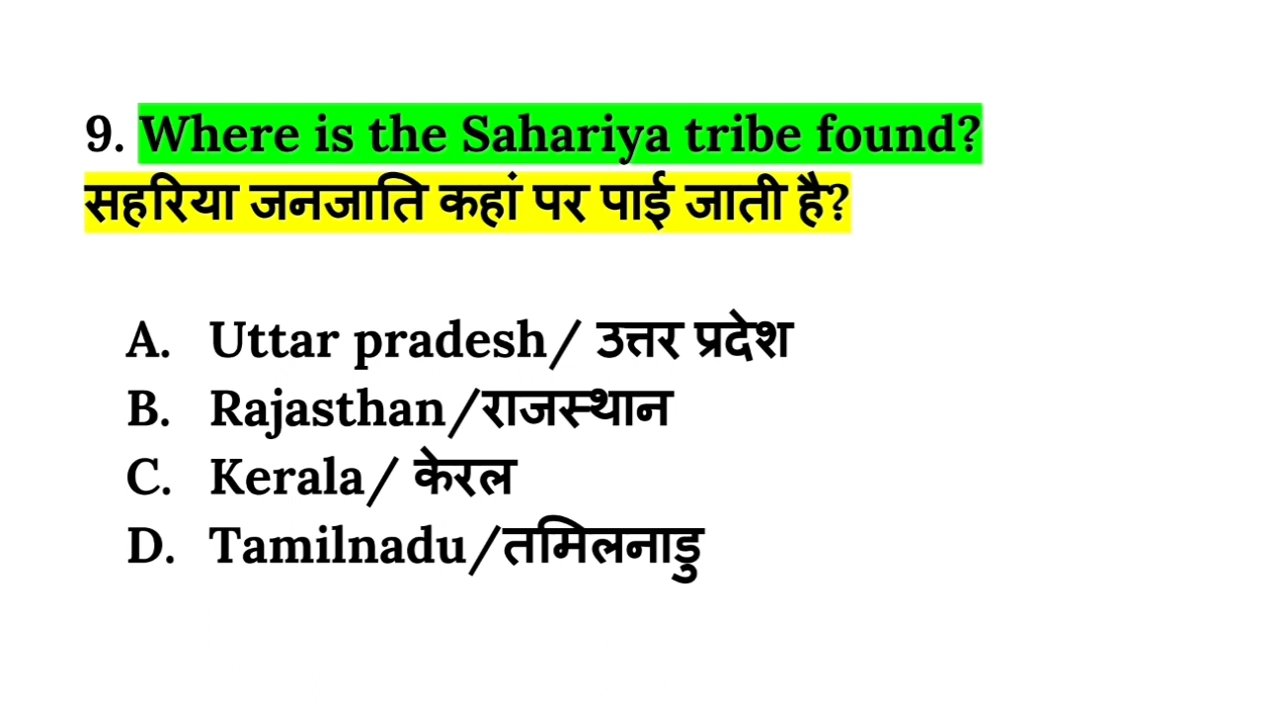 9. Where is the Sahariya tribe found?
सहरिया जनजाति कहां पर पाई जाती है?
A. Uttar pradesh/ उत्तर प्रदेश
B. Rajasthan/राजस्थान
C. Kerala/ केरल
D. Tamilnadu/तमिलनाडु